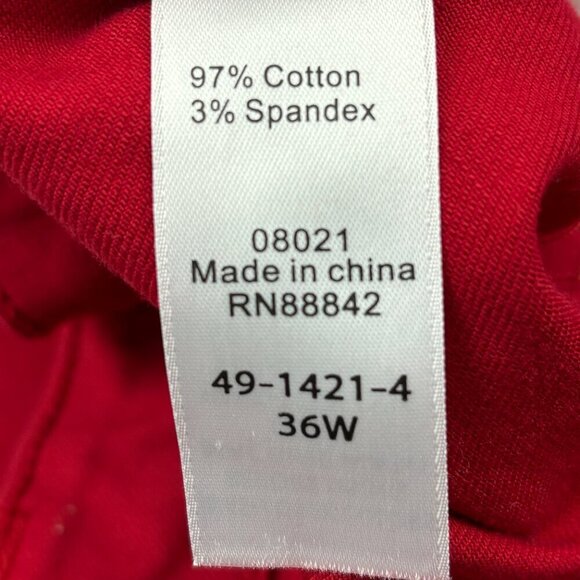 97% Cotton
3% Spandex
08021
Made in china
RN88842
49-1421-4
36W